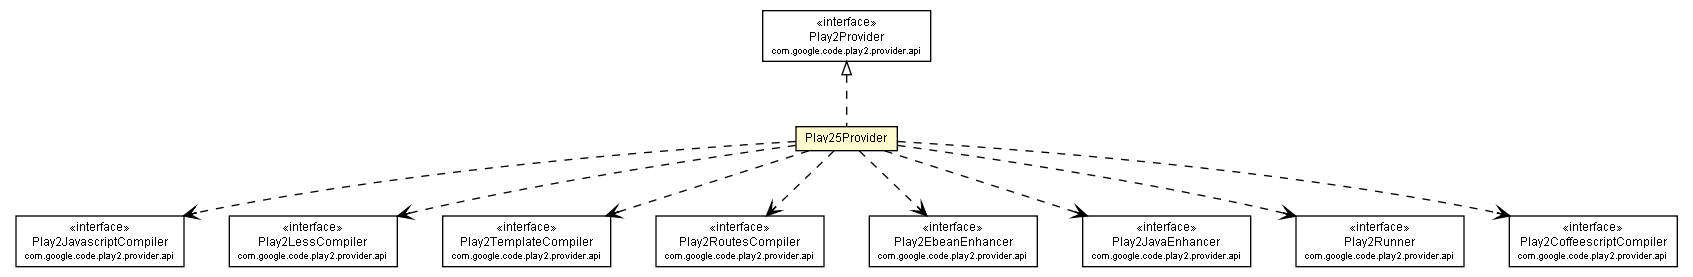 «interface»
Play2Provider
com.google.code.play2.provider.api
Play25Provider
«interface»
Play2JavascriptCompiler
com.google.code.play2.provider.api
«interface»
Play2LessCompiler
com.google.code.play2.provider.api
«interface»
Play2TemplateCompiler
com.google.code.play2.provider.api
«interface»
Play2RoutesCompiler
com.google.code.play2.provider.api
«interface»
Play2EbeanEnhancer
com.google.code.play2.provider.api
«interface»
Play2JavaEnhancer
com.google.code.play2.provider.api
«interface»
Play2Runner
com.google.code.play2.provider.api
«interface»
Play2CoffeescriptCompiler
com.google.code.play2.provider.api